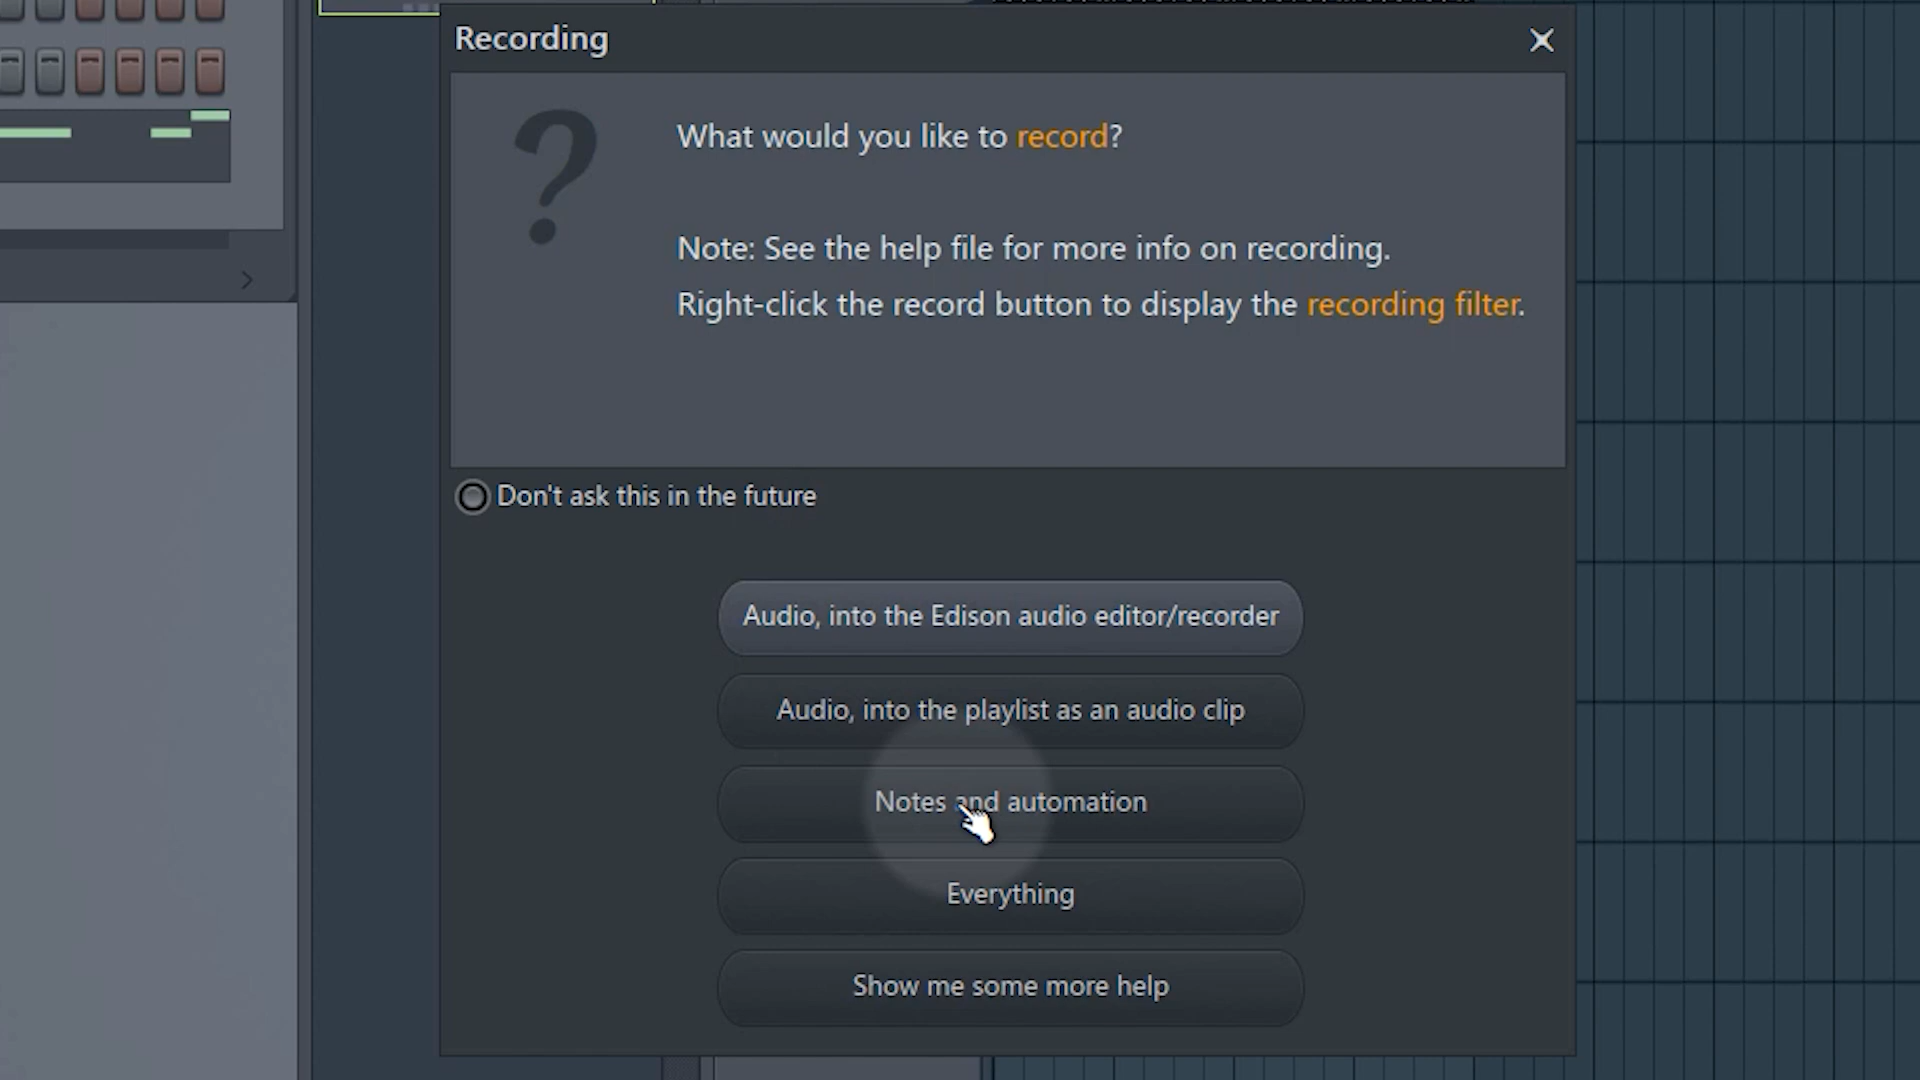 Recording
What would you like to record?
Note: See the help file for more info on recording.
Right-click the record button to display the recording filter.
Don't ask this in the future
Audio, into the Edison audio editor/recorder
Audio, into the playlist as an audio clip
Notes and automation
Everything
Show me some more help